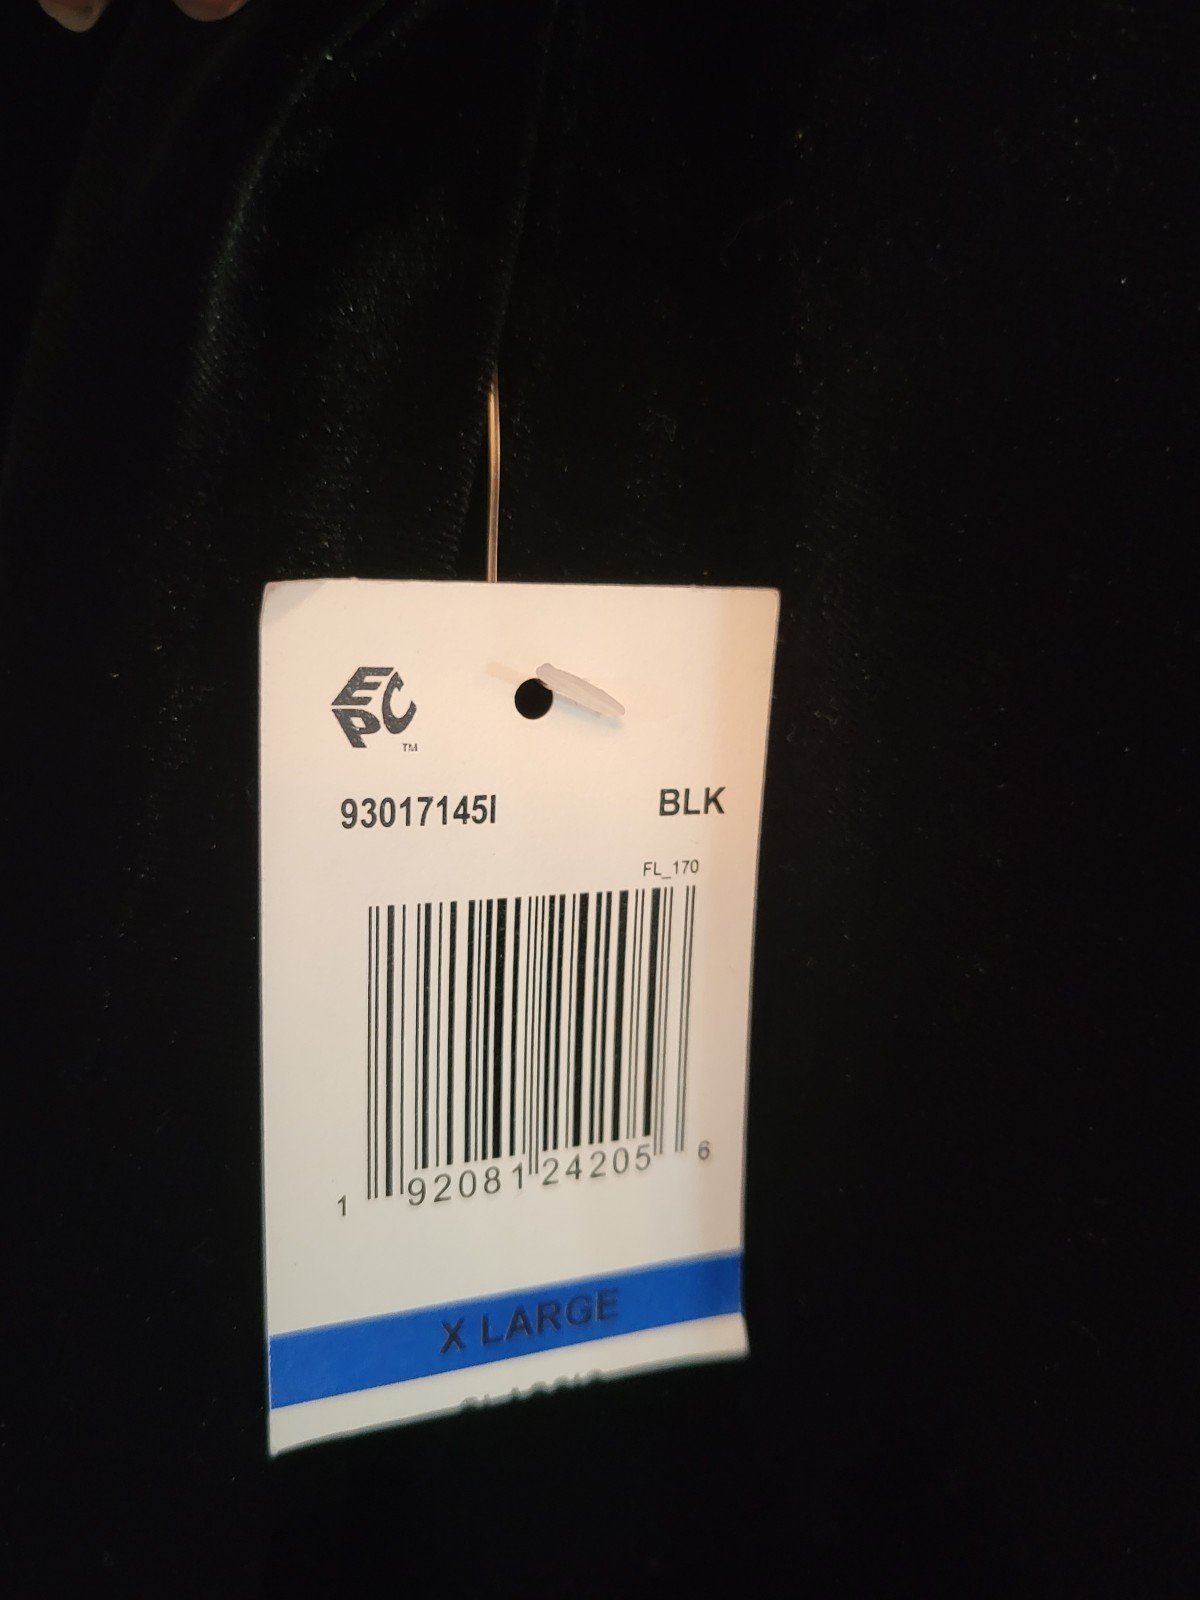 EPC
TM
93017145I BLK
FL_170
1 92081 24205 6
X LARGE